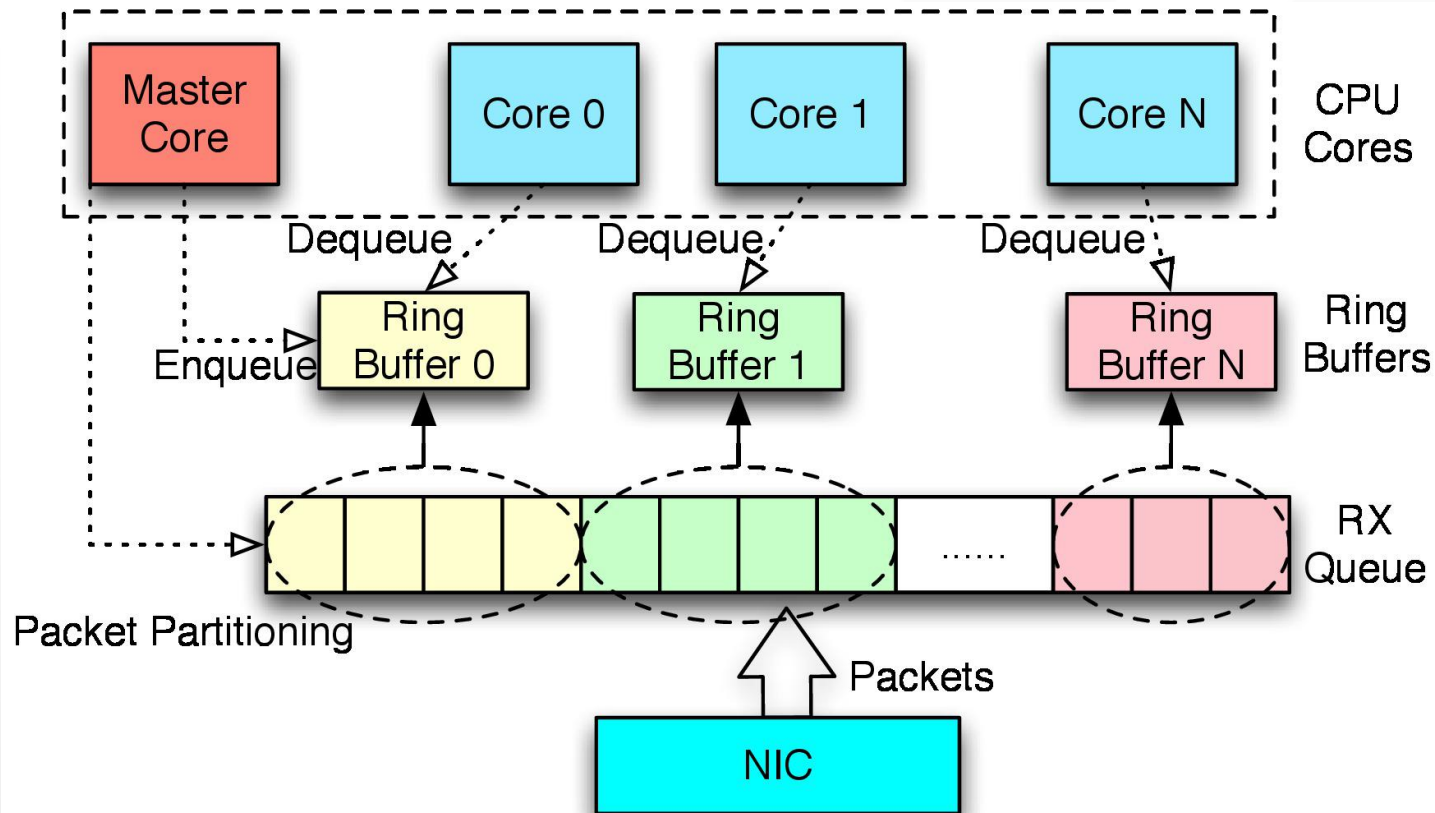 Master
Core
Core 0
Core 1
Core N
CPU
Cores
Dequeue
Dequeue
Dequeue
Ring
Buffer 0
Ring
Buffer 1
Ring
Buffer N
Ring
Buffers
Enqueue
......
RX
Queue
Packet Partitioning
Packets
NIC